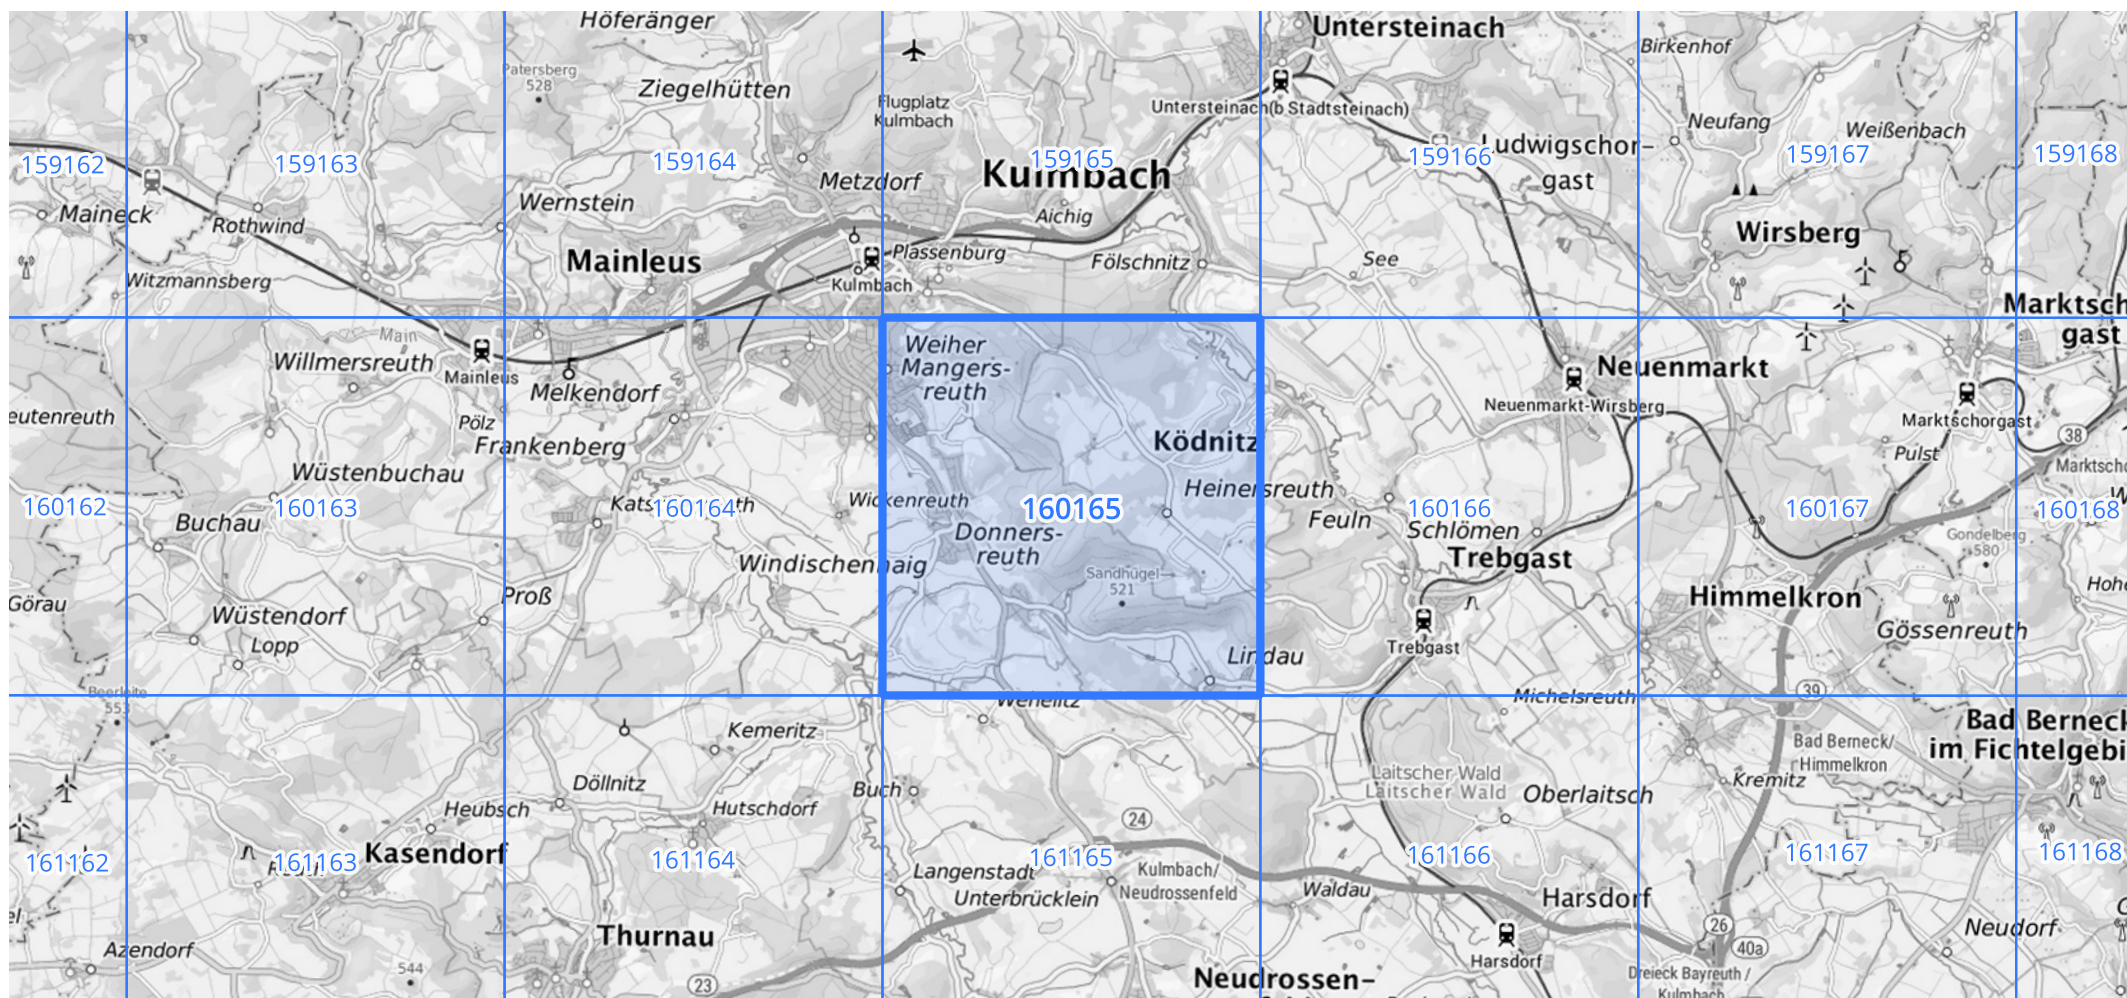 Höferänger
Untersteinach
Birkenhof
Patersberg
528
Ziegelhütten
Flugplatz
Kulmbach
Untersteinach(b Stadtsteinach)
Neufang
Weißenbach
159162
159163
159164
159165
159166
Ludwigschor-
gast
159167
159168
Kulmbach
Metzdorf
Maineck
Wernstein
Rothwind
Aichig
Wirsberg
Mainleus
Plassenburg
Fölschnitz
See
Witzmannsberg
Kulmbach
Marktsch
gast
Main
Weiher
Mangers-
reuth
Willmersreuth
Mainleus
Neuenmarkt
Melkendorf
Neuenmarkt-Wirsberg
eutenreuth
Pölz
Marktschorgast
38
Frankenberg
Ködnitz
Pulst
Marktscho
Wüstenbuchau
Heinersreuth
160162
160163
160164
Wickenreuth
160165
160166
160167
160168
Buchau
Feuln
Schlömen
Donners-
reuth
Gondelberg
580
Windischenhaig
Trebgast
Sandhügel
521
Hohe
Görau
Proß
Himmelkron
Wüstendorf
Lopp
Gössenreuth
Trebgast
Lindau
Beerleite
553
Michelsreuth
39
Wehelitz
Kemeritz
Bad Berneck
im Fichtelgebi
Bad Berneck/
Himmelkron
Laitscher Wald
Laitscher Wald
Döllnitz
Buch
Kremitz
Oberlaitsch
Heubsch
Hutschdorf
24
161162
161163
Kasendorf
161164
161165
161166
161167
161168
Langenstadt
Kulmbach/
Neudrossenfeld
Unterbrücklein
Waldau
Harsdorf
el
Thurnau
26
40a
Neudorf
Azendorf
544
23
Harsdorf
Neudrossen-
Dreieck Bayreuth /
Kulmbach